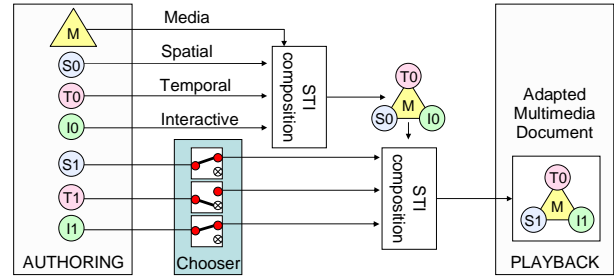 M
Media
S0
Spatial
T0
Temporal
I0
Interactive
STI
composition
T0
M
S0
I0
S1
T1
I1
STI
composition
Chooser
AUTHORING
Adapted
Multimedia
Document
T0
M
S1
I1
PLAYBACK